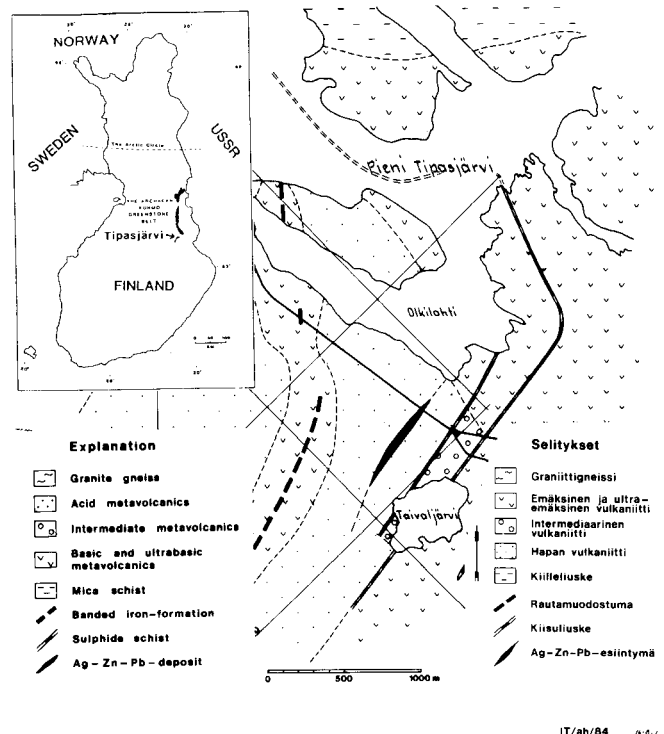 NORWAY
SWEDEN
USSR
The Arctic Circle
THE ARCHAEAN
KUHMO
GREENSTONE
BELT
Tipasjärvi
FINLAND
Pieni Tipasjärvi
Olkilahti
Taivaljärvi
Explanation
Granite gneiss
Acid metavolcanics
Intermediate metavolcanics
Basic and ultrabasic
metavolcanics
Mica schist
Banded iron-formation
Sulphide schist
Ag-Zn-Pb-deposit
Selitykset
Graniittigneissi
Emäksinen ja ultra-
emäksinen vulkaniitti
Intermediaarinen
vulkaniitti
Hapan vulkaniitti
Kiilleliuske
Rautamuodostuma
Kiisuliuske
Ag-Zn-Pb-esiintymä
0 500 1000 m
IT/ah/84